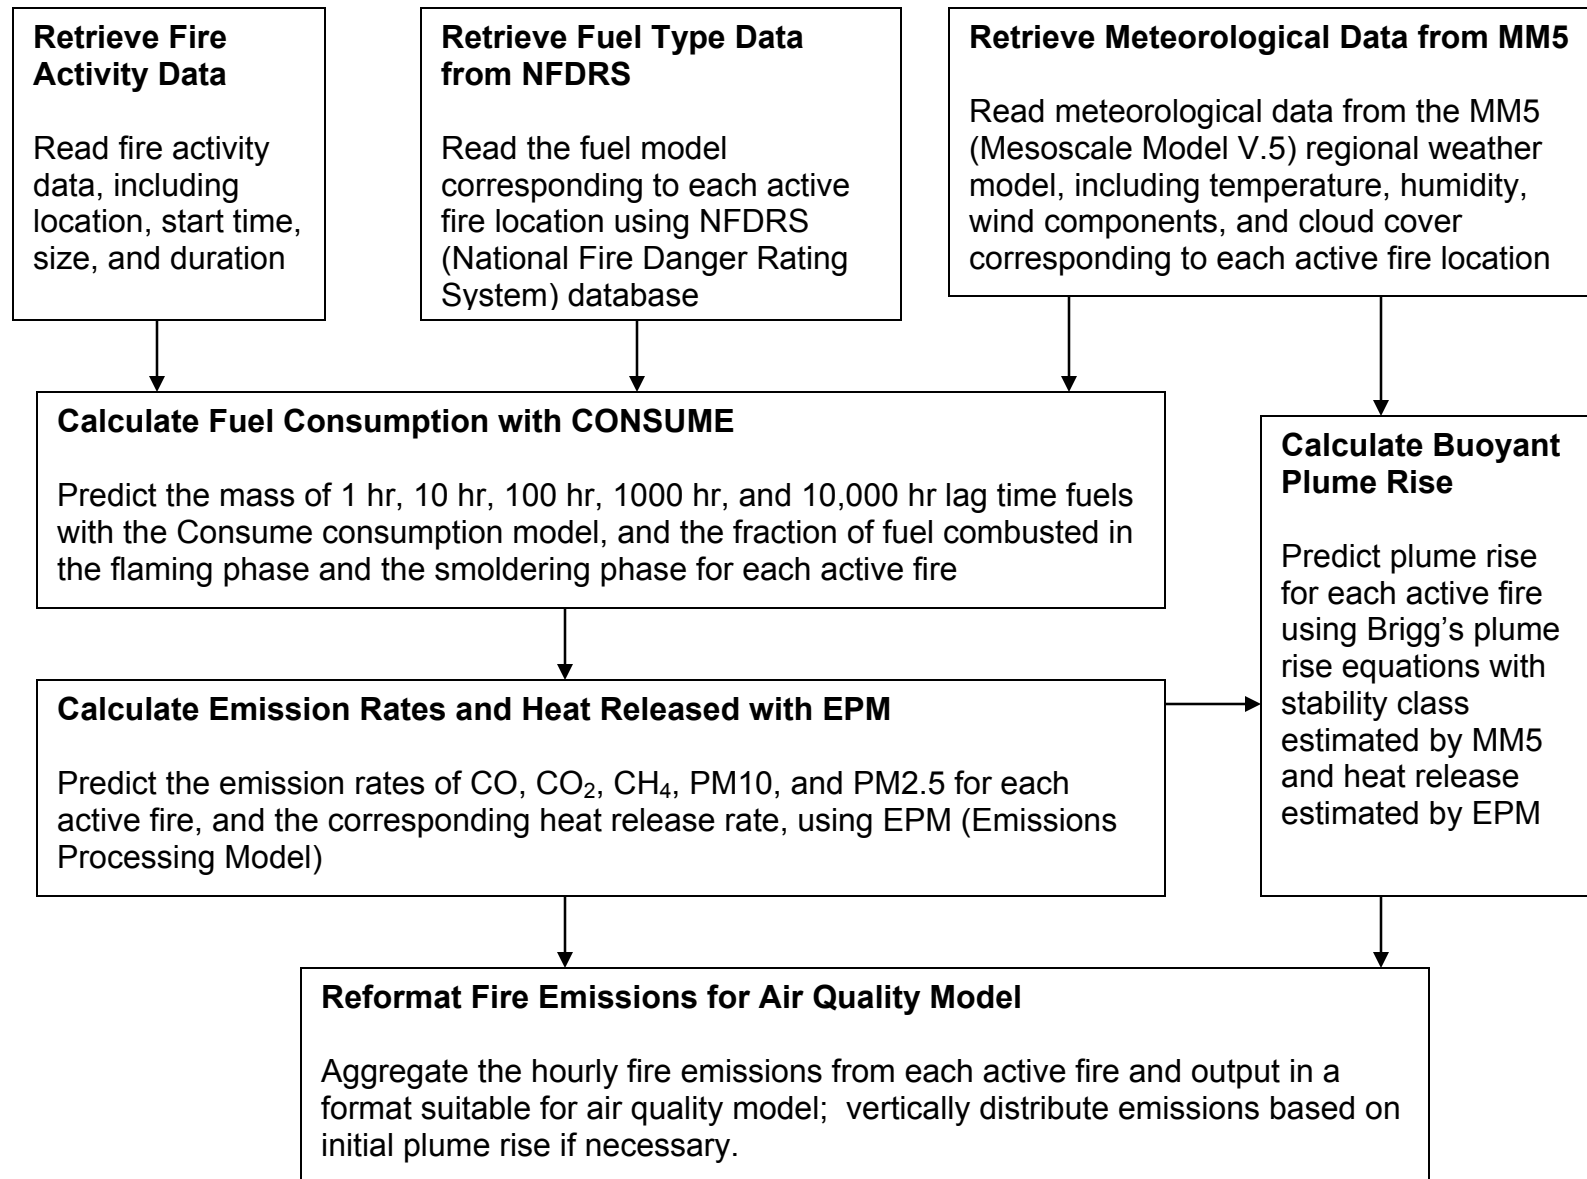 Retrieve Fire
Activity Data
Read fire activity
data, including
location, start time,
size, and duration
Retrieve Fuel Type Data
from NFDRS
Read the fuel model
corresponding to each active
fire location using NFDRS
(National Fire Danger Rating
System) database
Retrieve Meteorological Data from MM5
Read meteorological data from the MM5
(Mesoscale Model V.5) regional weather
model, including temperature, humidity,
wind components, and cloud cover
corresponding to each active fire location
Calculate Fuel Consumption with CONSUME
Predict the mass of 1 hr, 10 hr, 100 hr, 1000 hr, and 10,000 hr lag time fuels
with the Consume consumption model, and the fraction of fuel combusted in
the flaming phase and the smoldering phase for each active fire
Calculate Buoyant
Plume Rise
Predict plume rise
for each active fire
using Brigg’s plume
rise equations with
stability class
estimated by MM5
and heat release
estimated by EPM
Calculate Emission Rates and Heat Released with EPM
Predict the emission rates of CO, CO₂, CH₄, PM10, and PM2.5 for each
active fire, and the corresponding heat release rate, using EPM (Emissions
Processing Model)
Reformat Fire Emissions for Air Quality Model
Aggregate the hourly fire emissions from each active fire and output in a
format suitable for air quality model;  vertically distribute emissions based on
initial plume rise if necessary.